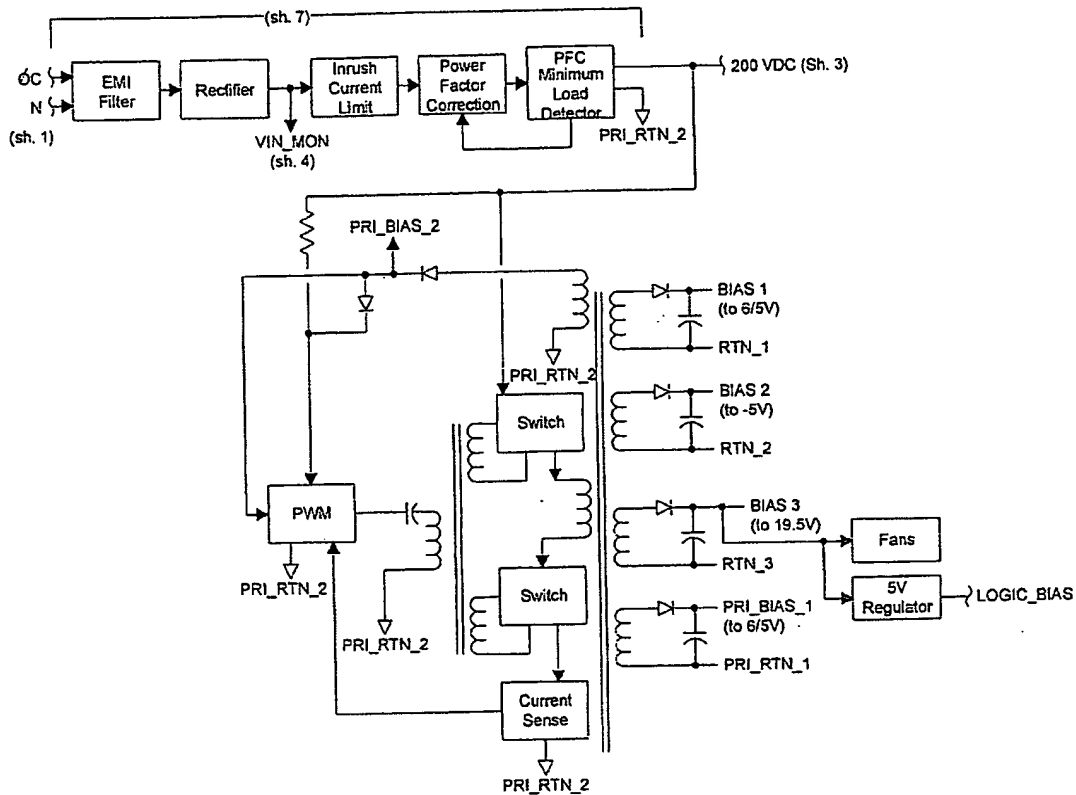 (sh. 7)
ØC
N
(sh. 1)
EMI
Filter
Rectifier
VIN_MON
(sh. 4)
Inrush
Current
Limit
Power
Factor
Correction
PFC
Minimum
Load
Detector
PRI_RTN_2
200 VDC (Sh. 3)
PRI_BIAS_2
PRI_RTN_2
BIAS 1
(to 6/5V)
RTN_1
Switch
BIAS 2
(to -5V)
RTN_2
PWM
PRI_RTN_2
PRI_RTN_2
BIAS 3
(to 19.5V)
RTN_3
Fans
5V
Regulator
LOGIC_BIAS
Switch
PRI_BIAS_1
(to 6/5V)
PRI_RTN_1
Current
Sense
PRI_RTN_2